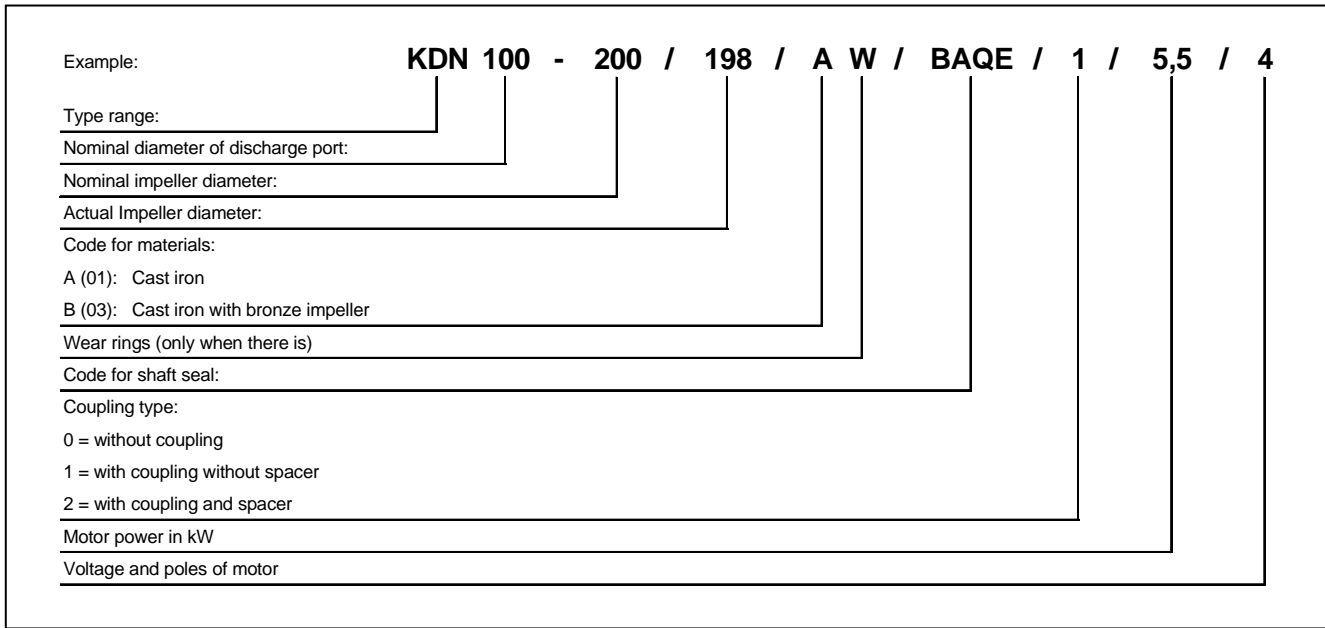 Example: KDN 100 - 200 / 198 / A W / BAQE / 1 / 5,5 / 4
Type range:
Nominal diameter of discharge port:
Nominal impeller diameter:
Actual Impeller diameter:
Code for materials:
A (01): Cast iron
B (03): Cast iron with bronze impeller
Wear rings (only when there is)
Code for shaft seal:
Coupling type:
0 = without coupling
1 = with coupling without spacer
2 = with coupling and spacer
Motor power in kW
Voltage and poles of motor